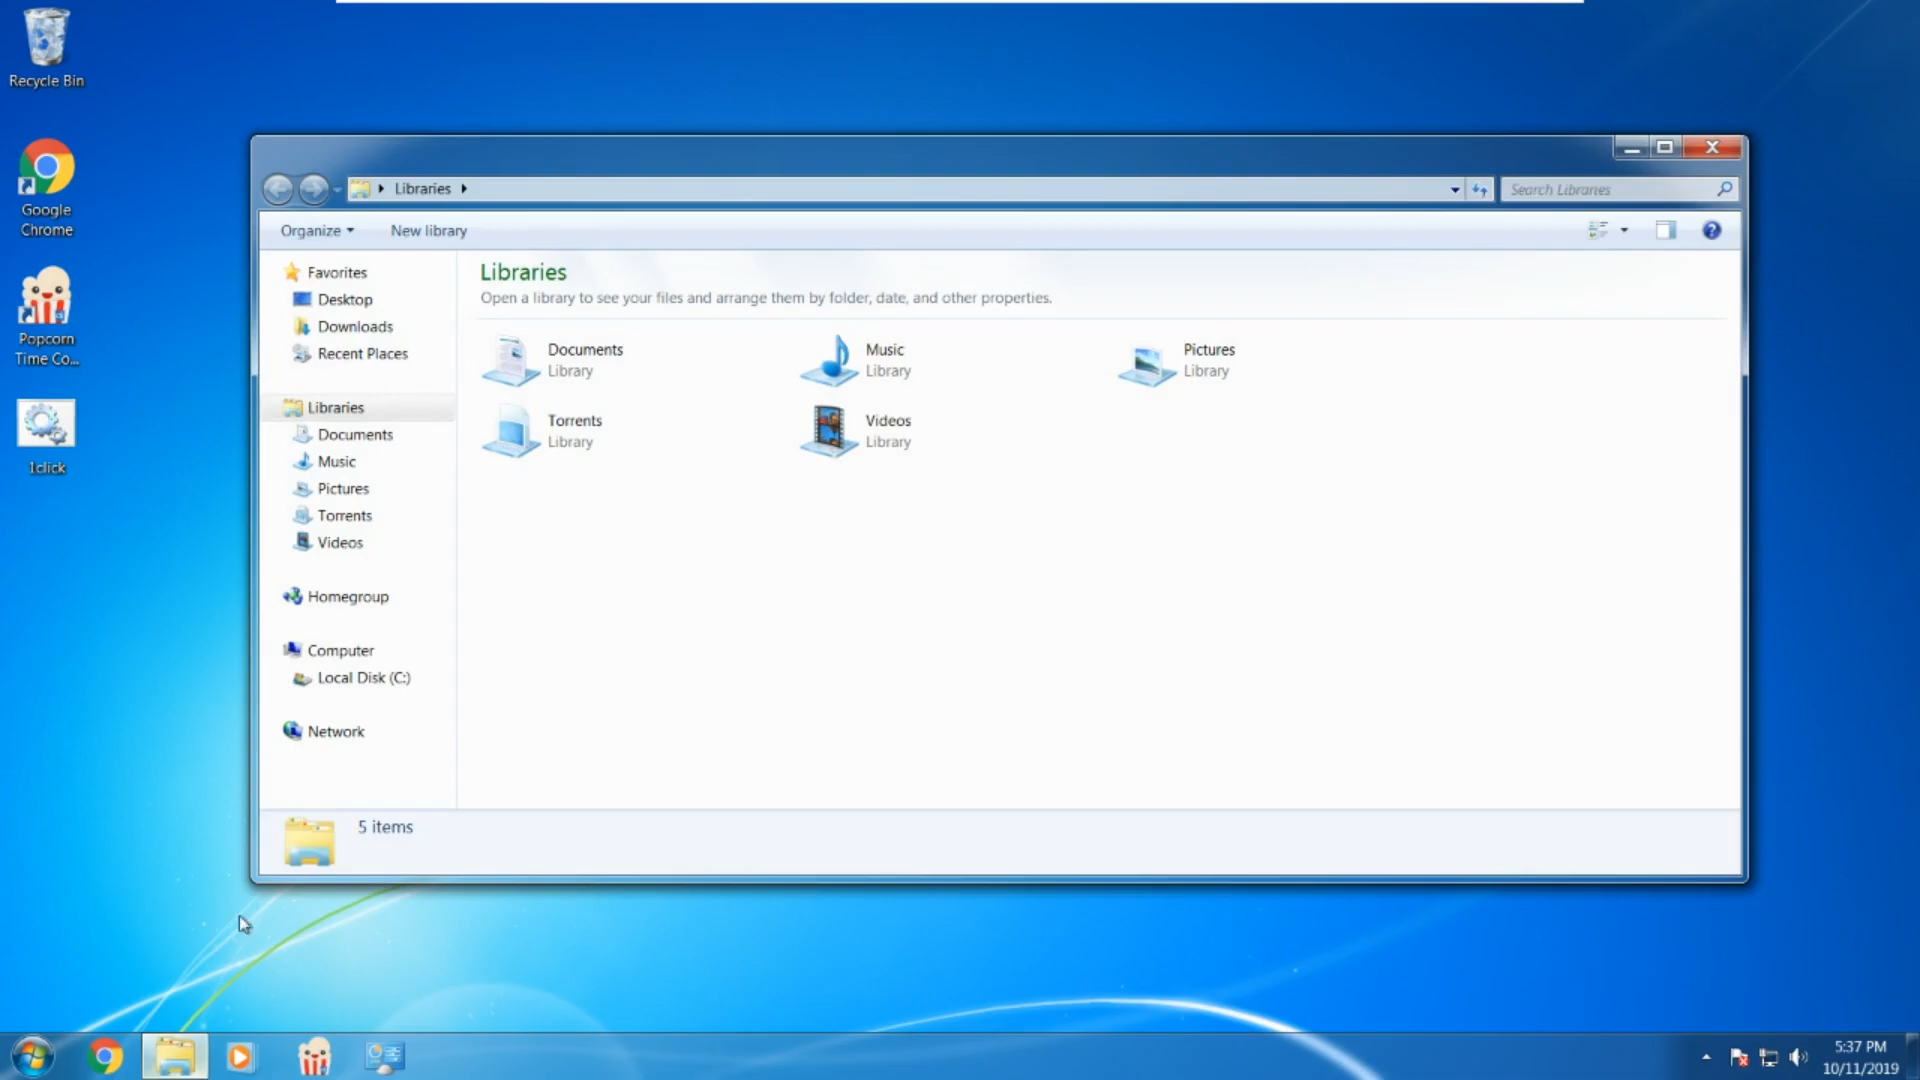 Recycle Bin
Google
Chrome
Popcorn
Time Co...
1click
Libraries
Search Libraries
Organize
New library
Favorites
Desktop
Downloads
Recent Places
Libraries
Documents
Music
Pictures
Torrents
Videos
Homegroup
Computer
Local Disk (C:)
Network
Libraries
Open a library to see your files and arrange them by folder, date, and other properties.
Documents
Library
Music
Library
Pictures
Library
Torrents
Library
Videos
Library
5 items
5:37 PM
10/11/2019